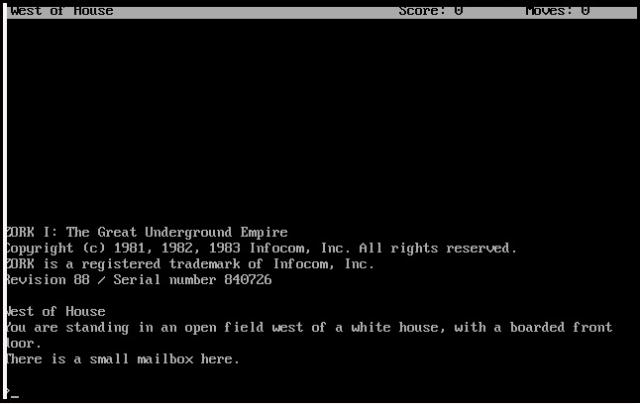 West of House Score: 0 Moves: 0
ZORK I: The Great Underground Empire
Copyright (c) 1981, 1982, 1983 Infocom, Inc. All rights reserved.
ZORK is a registered trademark of Infocom, Inc.
Revision 88 / Serial number 840726
West of House
You are standing in an open field west of a white house, with a boarded front
door.
There is a small mailbox here.
>_